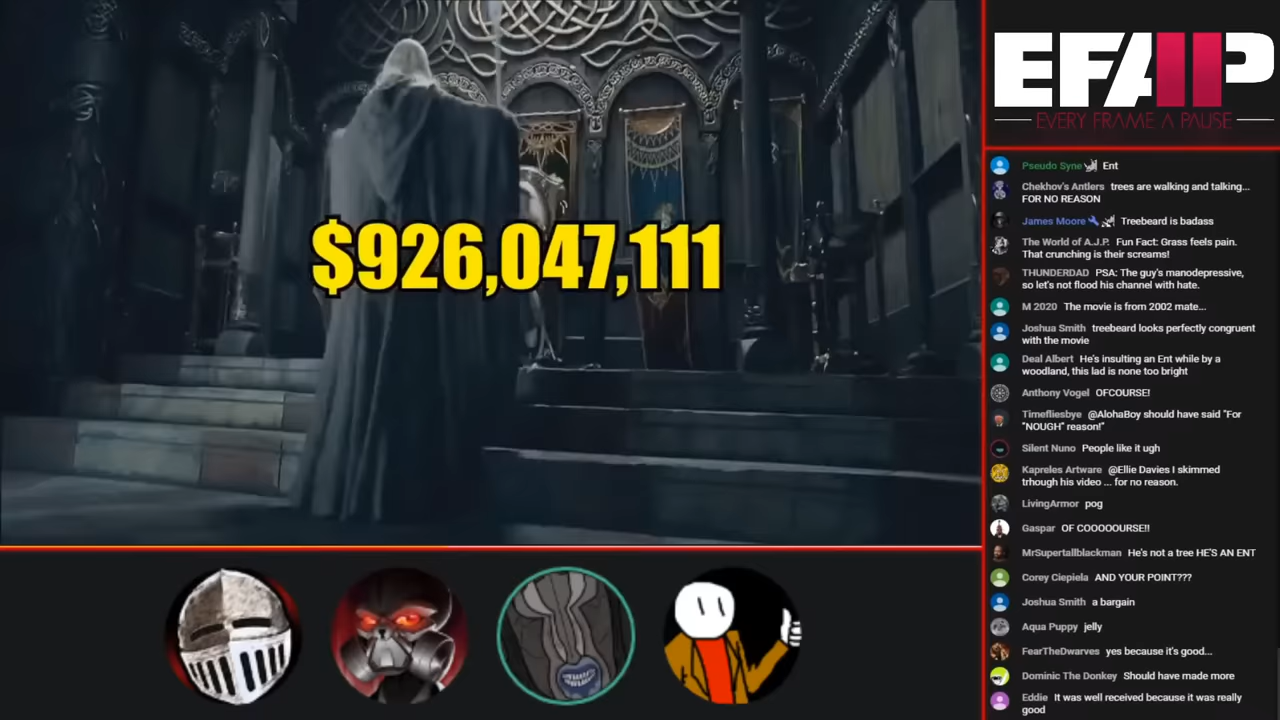 $926,047,111
EFAP
EVERY FRAME A PAUSE
Pseudo Syne Ent
Chekhov's Antlers trees are walking and talking...
FOR NO REASON
James Moore Treebeard is badass
The World of A.J.P. Fun Fact: Grass feels pain.
That crunching is their screams!
THUNDERDAD PSA: The guy's manodepressive,
so let's not flood his channel with hate.
M 2020 The movie is from 2002 mate...
Joshua Smith treebeard looks perfectly congruent
with the movie
Deal Albert He's insulting an Ent while by a
woodland, this lad is none too bright
Anthony Vogel OFCOURSE!
Timefliesbye @AlohaBoy should have said "For
"NOUGH" reason!"
Silent Nuno People like it ugh
Kapreles Artware @Ellie Davies I skimmed
trhough his video ... for no reason.
LivingArmor pog
Gaspar OF COOOOOURSE!!
MrSupertallblackman He's not a tree HE'S AN ENT
Corey Ciepiela AND YOUR POINT???
Joshua Smith a bargain
Aqua Puppy jelly
FearTheDwarves yes because it's good...
Dominic The Donkey Should have made more
Eddie It was well received because it was really
good